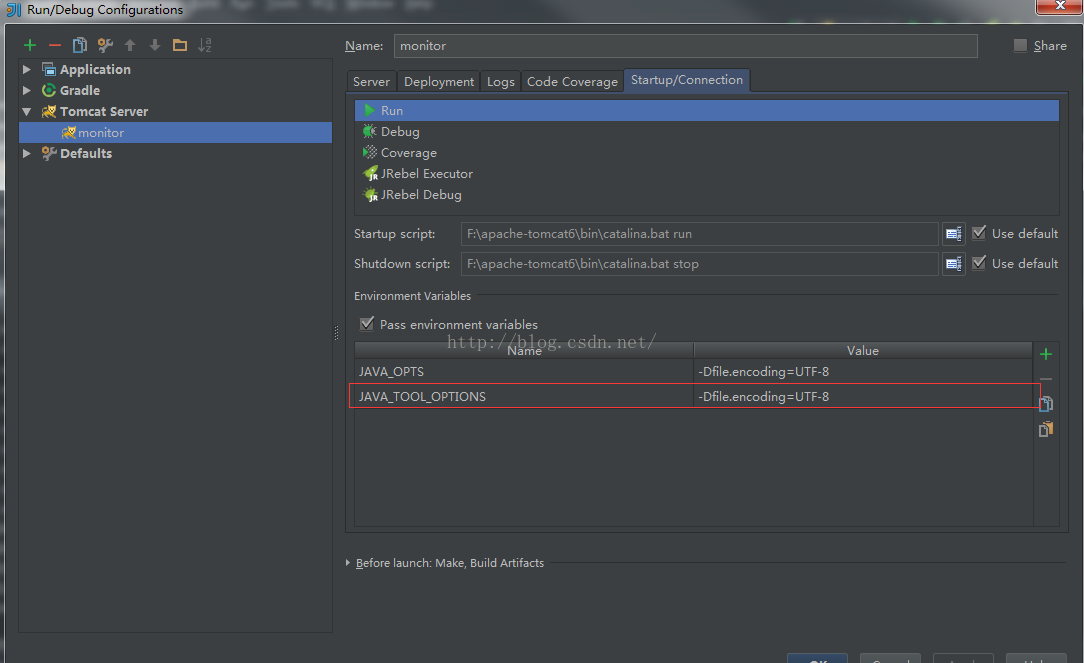 Run/Debug Configurations
Name: monitor
Share
Application
Gradle
Tomcat Server
monitor
Defaults
Server Deployment Logs Code Coverage Startup/Connection
Run
Debug
Coverage
JRebel Executor
JRebel Debug
Startup script: F:\apache-tomcat6\bin\catalina.bat run Use default
Shutdown script: F:\apache-tomcat6\bin\catalina.bat stop Use default
Environment Variables
Pass environment variables
http://blog.csdn.net/
Name Value
JAVA_OPTS -Dfile.encoding=UTF-8
JAVA_TOOL_OPTIONS -Dfile.encoding=UTF-8
Before launch: Make, Build Artifacts